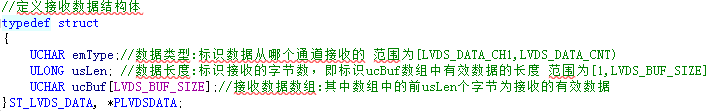 //定义接收数据结构体
typedef struct
{
UCHAR emType;//数据类型:标识数据从哪个通道接收的 范围为[LVDS_DATA_CH1,LVDS_DATA_CNT)
ULONG usLen; //数据长度:标识接收的字节数，即标识ucBuf数组中有效数据的长度 范围为[1,LVDS_BUF_SIZE]
UCHAR ucBuf[LVDS_BUF_SIZE];//接收数据数组:其中数组中的前usLen个字节为接收的有效数据
}ST_LVDS_DATA, *PLVDSDATA;